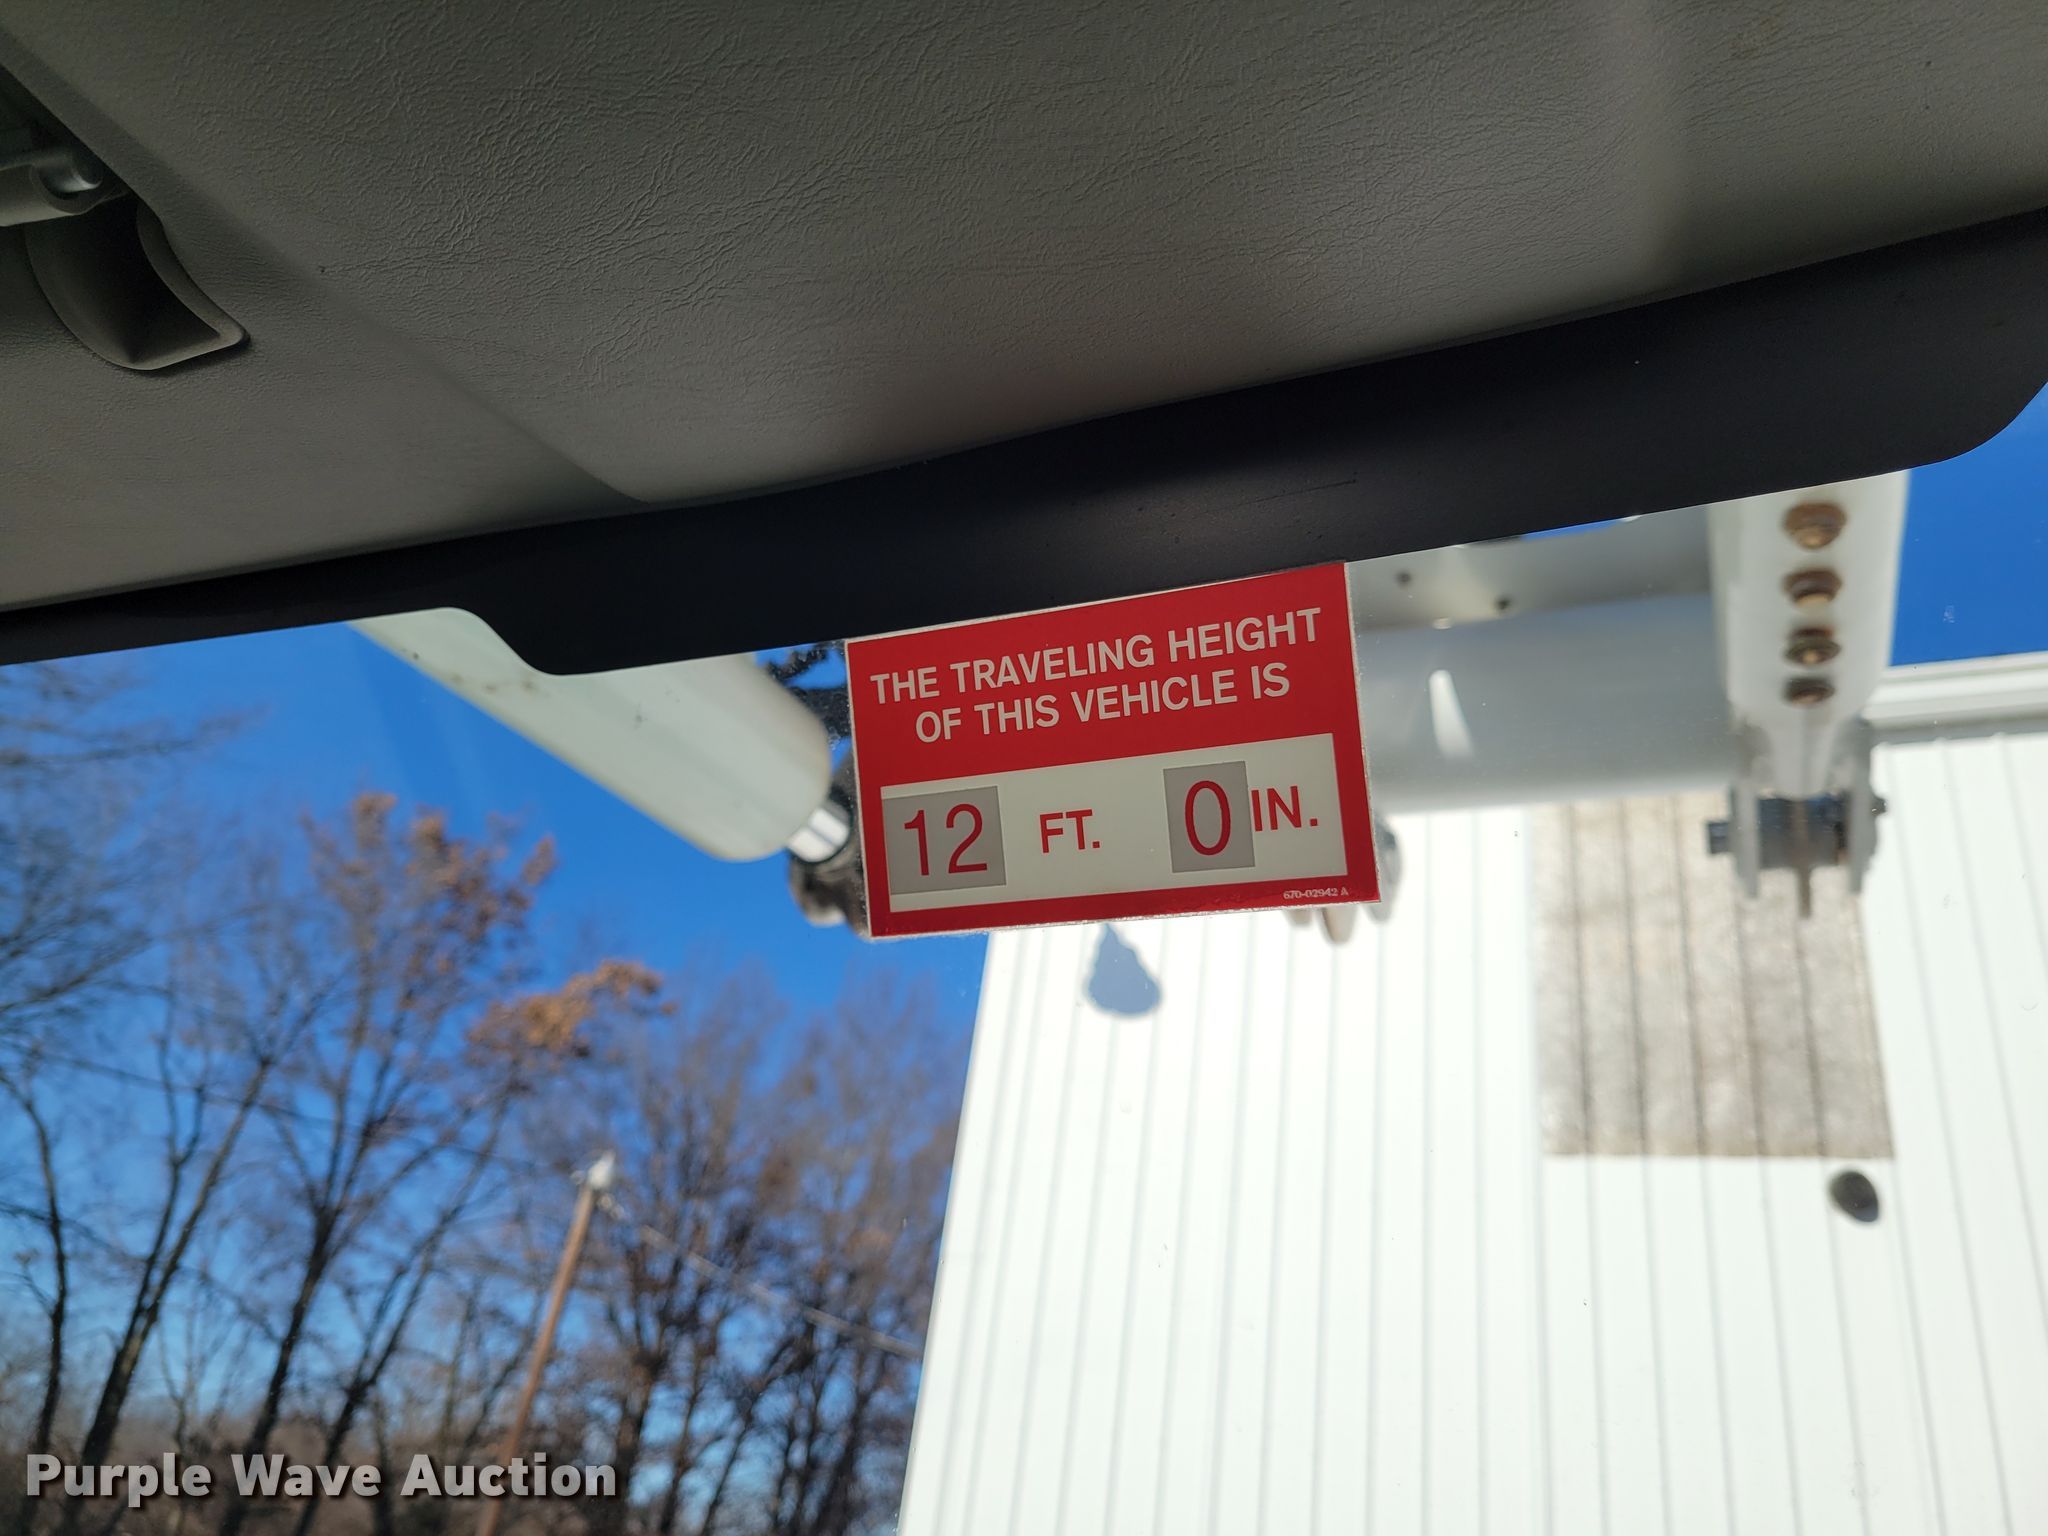 THE TRAVELING HEIGHT
OF THIS VEHICLE IS
12 FT. 0 IN.
670-02942 A
Purple Wave Auction